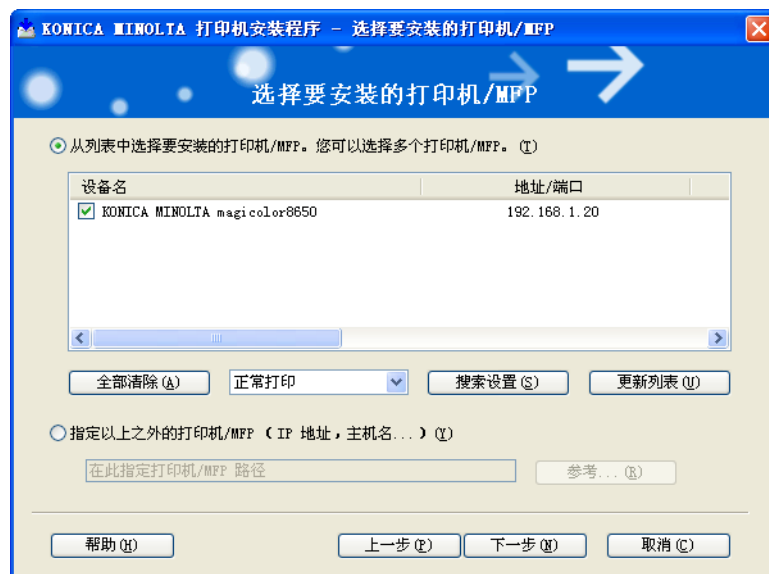 KONICA MINOLTA 打印机安装程序 - 选择要安装的打印机/MFP
选择要安装的打印机/MFP
从列表中选择要安装的打印机/MFP。您可以选择多个打印机/MFP。(T)
设备名 地址/端口
KONICA MINOLTA magicolor8650 192.168.1.20
全部清除(A) 正常打印 搜索设置(S) 更新列表(U)
指定以上之外的打印机/MFP（IP 地址，主机名...）(Y)
在此指定打印机/MFP 路径 参考...(R)
帮助(H) 上一步(P) 下一步(N) 取消(C)